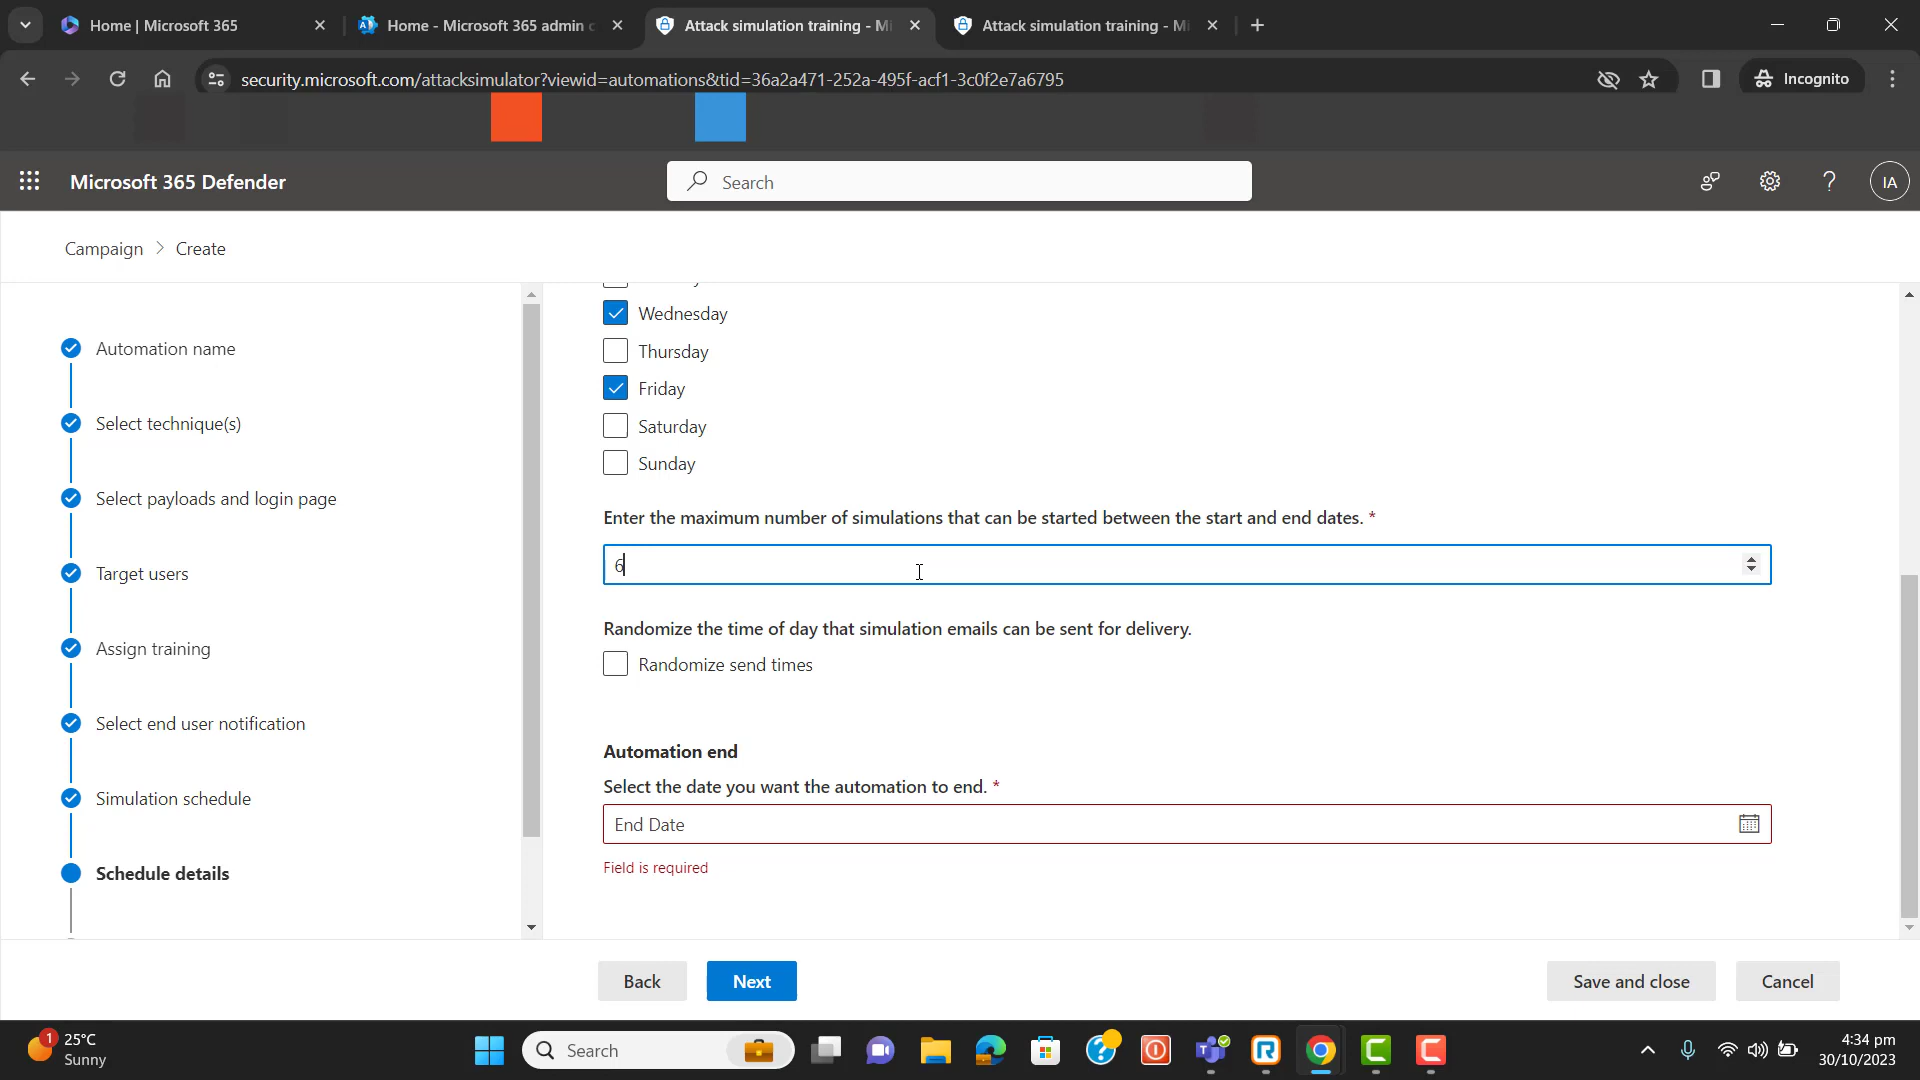 Home | Microsoft 365
Home - Microsoft 365 admin c
Attack simulation training - Mi
Attack simulation training - Mi
security.microsoft.com/attacksimulator?viewid=automations&tid=36a2a471-252a-495f-acf1-3c0f2e7a6795
Incognito
Microsoft 365 Defender
Search
IA
Campaign > Create
Automation name
Select technique(s)
Select payloads and login page
Target users
Assign training
Select end user notification
Simulation schedule
Schedule details
Wednesday
Thursday
Friday
Saturday
Sunday
Enter the maximum number of simulations that can be started between the start and end dates. *
6
Randomize the time of day that simulation emails can be sent for delivery.
Randomize send times
Automation end
Select the date you want the automation to end. *
End Date
Field is required
Back
Next
Save and close
Cancel
1
25°C
Sunny
Search
4:34 pm
30/10/2023